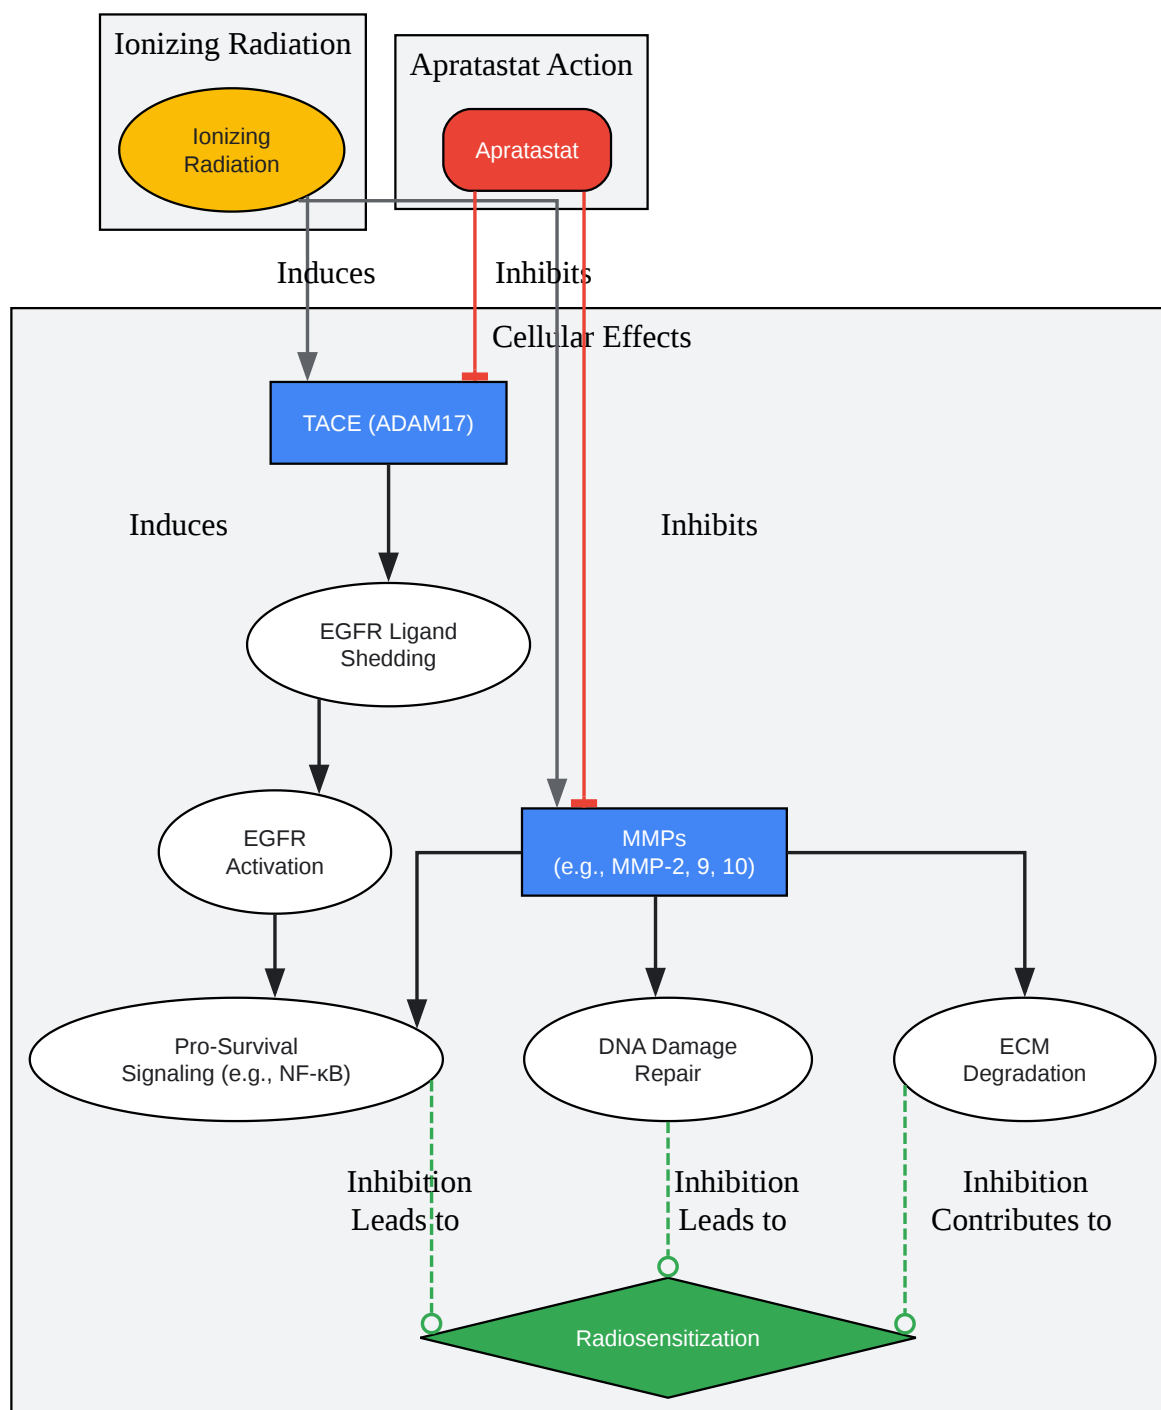 Ionizing Radiation
Apratastat Action
Ionizing
Radiation
Apratastat
Induces
Inhibits
Cellular Effects
TACE (ADAM17)
Induces
Inhibits
EGFR Ligand
Shedding
EGFR
Activation
MMPs
(e.g., MMP-2, 9, 10)
Pro-Survival
Signaling (e.g., NF-κB)
DNA Damage
Repair
ECM
Degradation
Inhibition
Leads to
Inhibition
Leads to
Inhibition
Contributes to
Radiosensitization